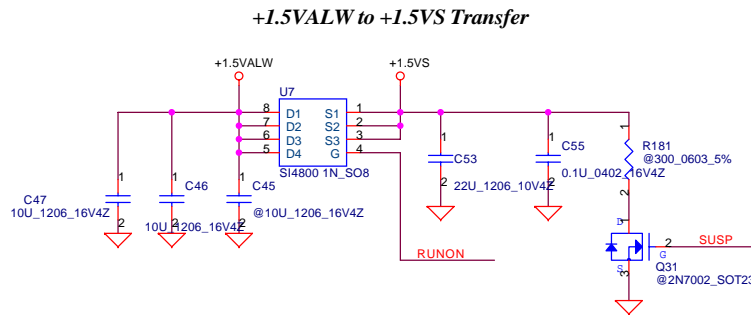 +1.5VALW to +1.5VS Transfer
+1.5VALW
+1.5VS
U7
8 D1 S1 1
7 D2 S2 2
6 D3 S3 3
5 D4 G 4
SI4800 1N_SO8
1
2
C47
10U_1206_16V4Z
1
2
C46
10U_1206_16V4Z
1
2
C45
@10U_1206_16V4Z
1
2
C53
22U_1206_10V4Z
1
2
C55
0.1U_0402_16V4Z
1
2
R181
@300_0603_5%
RUNON
D
1
2
G
S
3
SUSP
Q31
@2N7002_SOT23